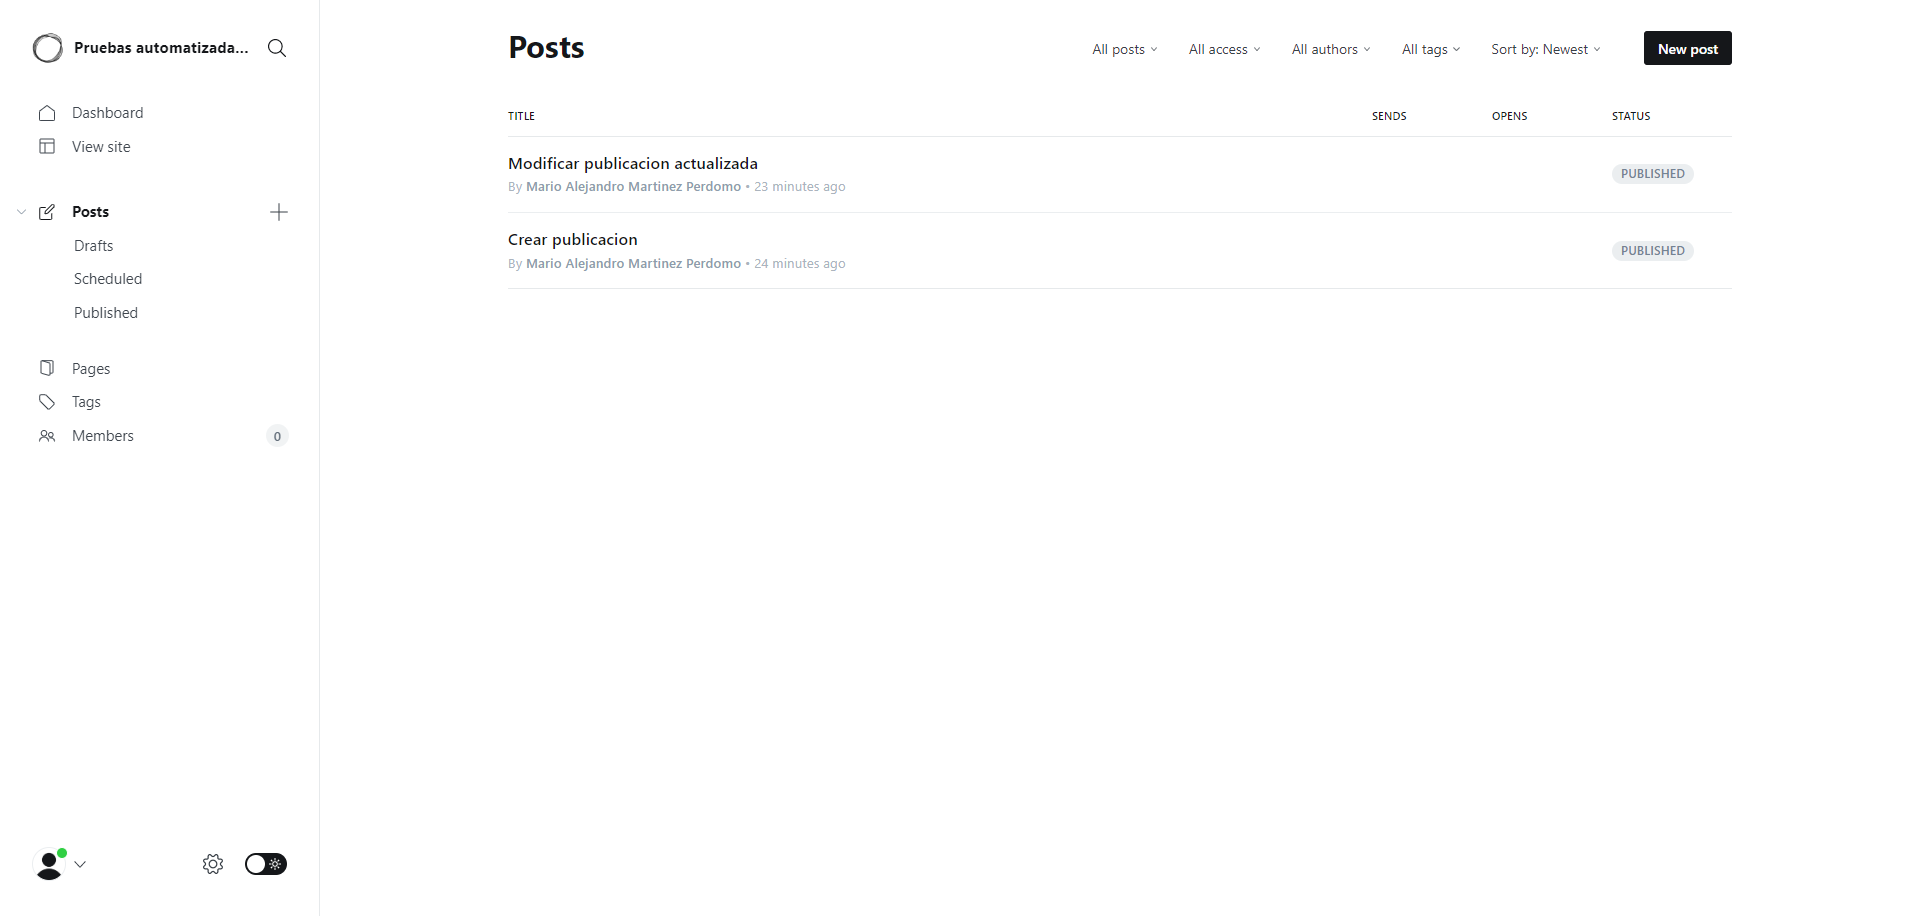 Pruebas automatizada...
Dashboard
View site
Posts
Drafts
Scheduled
Published
Pages
Tags
Members 0
Posts
All posts All access All authors All tags Sort by: Newest New post
TITLE SENDS OPENS STATUS
Modificar publicacion actualizada
By Mario Alejandro Martinez Perdomo • 23 minutes ago
PUBLISHED
Crear publicacion
By Mario Alejandro Martinez Perdomo • 24 minutes ago
PUBLISHED